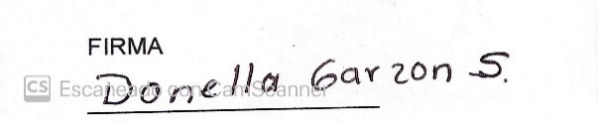 FIRMA
Donella Garzon S.
CS Escaneado con CamScanner